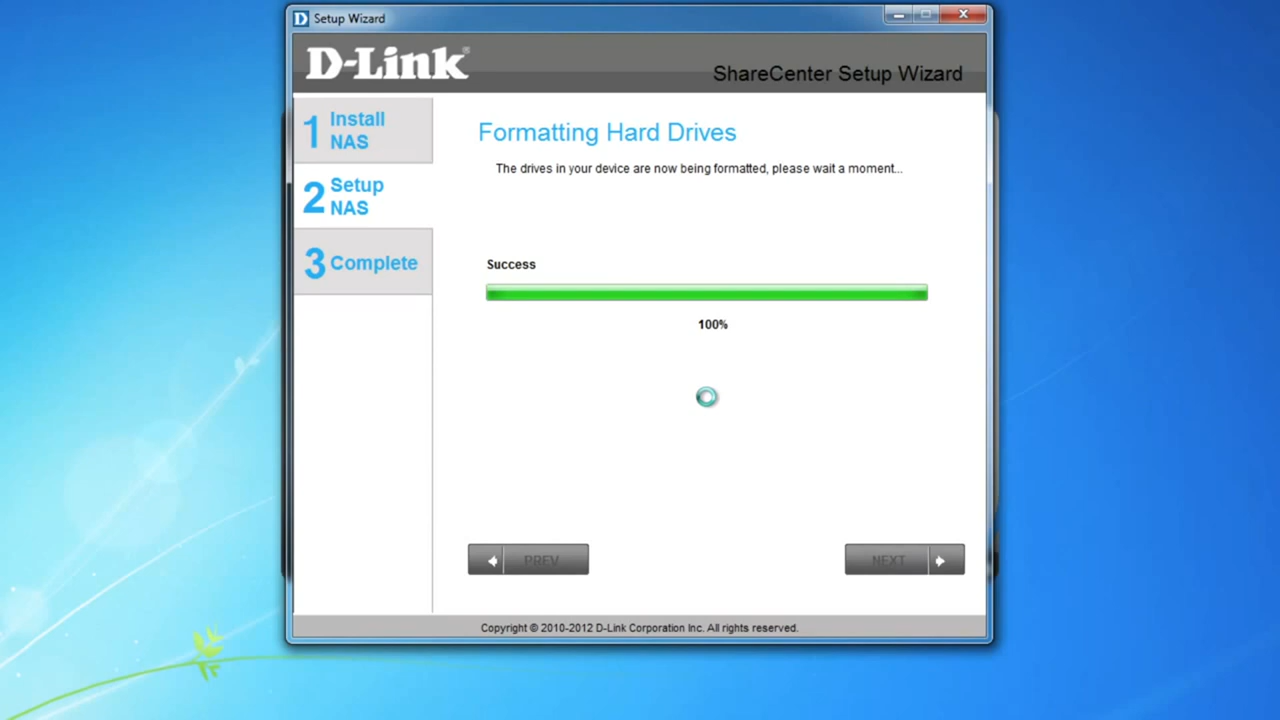 Setup Wizard
D-Link®
ShareCenter Setup Wizard
1 Install NAS
2 Setup NAS
3 Complete
Formatting Hard Drives
The drives in your device are now being formatted, please wait a moment...
Success
100%
PREV
NEXT
Copyright © 2010-2012 D-Link Corporation Inc. All rights reserved.